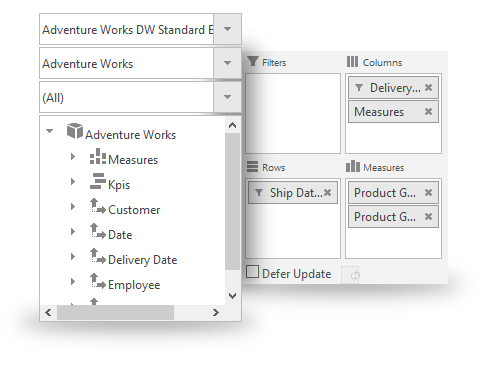 Adventure Works DW Standard E
Adventure Works
(All)
Adventure Works
Measures
Kpis
Customer
Date
Delivery Date
Employee
Filters
Columns
Delivery...
Measures
Rows
Measures
Ship Dat...
Product G...
Product G...
Defer Update